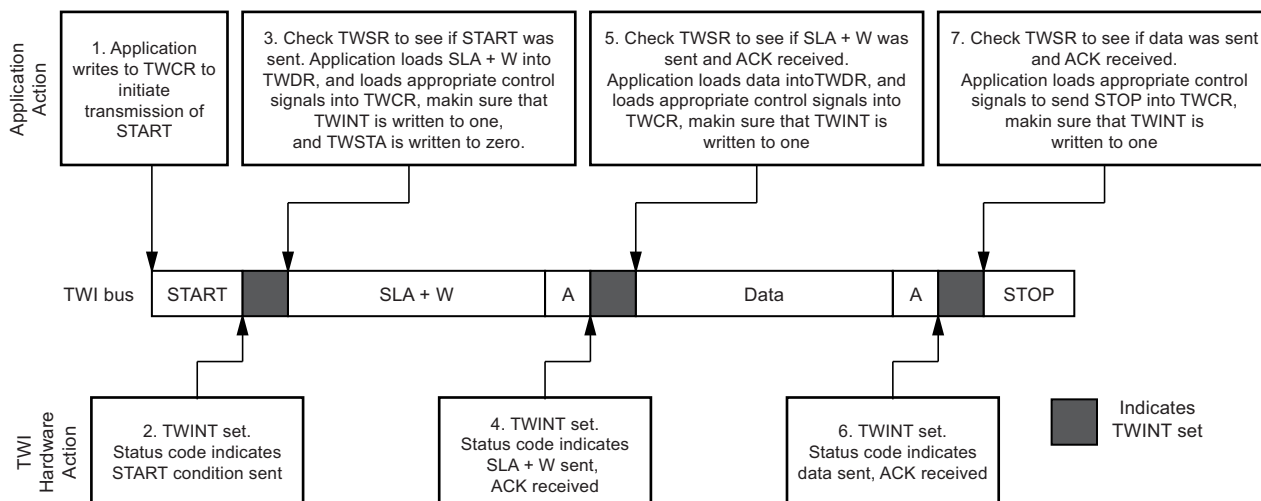 Application
Action
1. Application
writes to TWCR to
initiate
transmission of
START
3. Check TWSR to see if START was
sent. Application loads SLA + W into
TWDR, and loads appropriate control
signals into TWCR, makin sure that
TWINT is written to one,
and TWSTA is written to zero.
5. Check TWSR to see if SLA + W was
sent and ACK received.
Application loads data intoTWDR, and
loads appropriate control signals into
TWCR, makin sure that TWINT is
written to one
7. Check TWSR to see if data was sent
and ACK received.
Application loads appropriate control
signals to send STOP into TWCR,
makin sure that TWINT is
written to one
TWI bus
START
SLA + W
A
Data
A
STOP
TWI
Hardware
Action
2. TWINT set.
Status code indicates
START condition sent
4. TWINT set.
Status code indicates
SLA + W sent,
ACK received
6. TWINT set.
Status code indicates
data sent, ACK received
Indicates
TWINT set